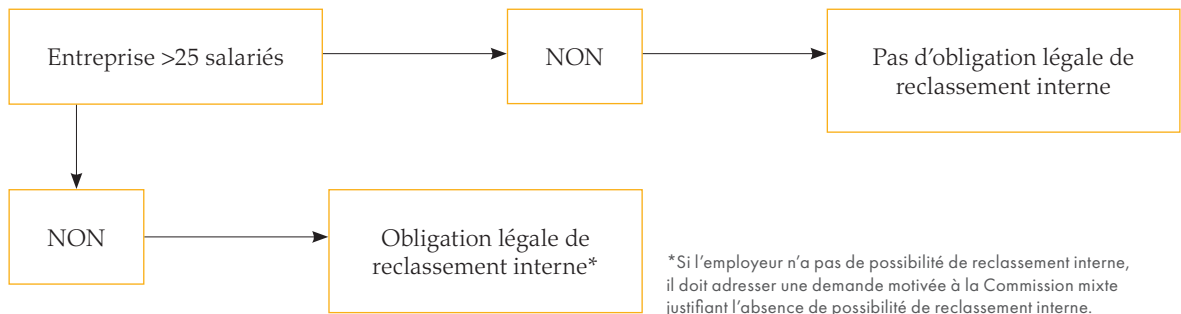 Entreprise >25 salariés
NON
Pas d'obligation légale de
reclassement interne
NON
Obligation légale de
reclassement interne*
*Si l'employeur n'a pas de possibilité de reclassement interne,
il doit adresser une demande motivée à la Commission mixte
justifiant l'absence de possibilité de reclassement interne.